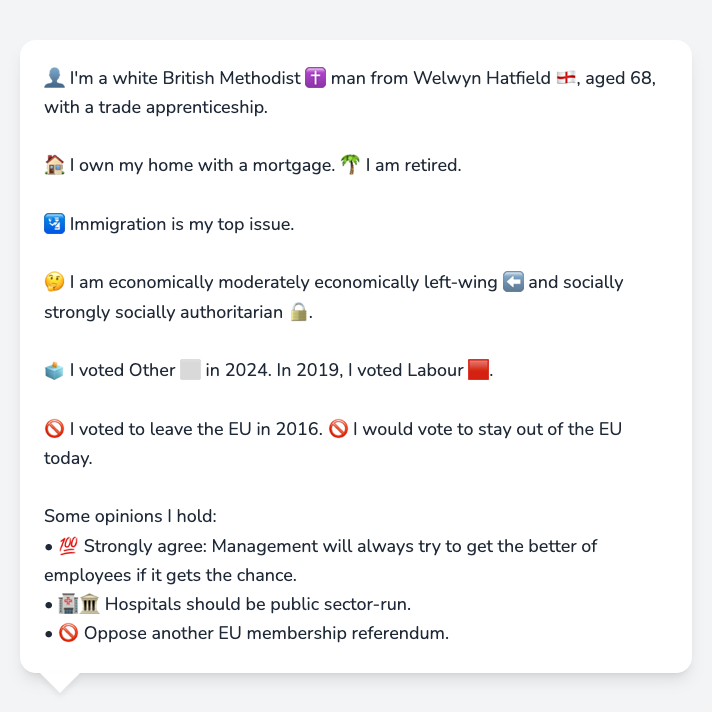 👤 I'm a white British Methodist ✝️ man from Welwyn Hatfield 🏴󠁧󠁢󠁥󠁮󠁧󠁿, aged 68,
with a trade apprenticeship.
🏠 I own my home with a mortgage. 🌴 I am retired.
🛂 Immigration is my top issue.
🤔 I am economically moderately economically left-wing ⬅️ and socially
strongly socially authoritarian 🔒.
🗳️ I voted Other ⬜ in 2024. In 2019, I voted Labour 🟥.
🚫 I voted to leave the EU in 2016. 🚫 I would vote to stay out of the EU
today.
Some opinions I hold:
• 💯 Strongly agree: Management will always try to get the better of
employees if it gets the chance.
• 🏥🏛️ Hospitals should be public sector-run.
• 🚫 Oppose another EU membership referendum.